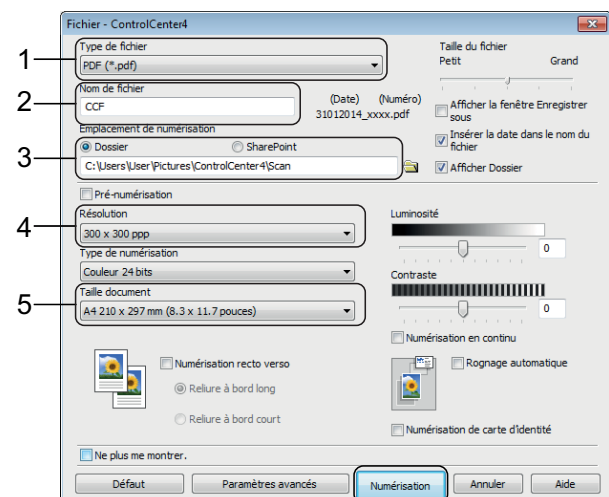 Fichier - ControlCenter4
1
Type de fichier
PDF (*.pdf)
Taille du fichier
Petit Grand
2
Nom de fichier
CCF
(Date) (Numéro)
31012014_xxxx.pdf
Afficher la fenêtre Enregistrer sous
Insérer la date dans le nom du fichier
Afficher Dossier
3
Emplacement de numérisation
Dossier SharePoint
C:\Users\User\Pictures\ControlCenter4\Scan
Pré-numérisation
4
Résolution
300 x 300 ppp
Type de numérisation
Couleur 24 bits
5
Taille document
A4 210 x 297 mm (8.3 x 11.7 pouces)
Luminosité
0
Contraste
0
Numérisation en continu
Numérisation recto verso
Reliure à bord long
Reliure à bord court
Rognage automatique
Numérisation de carte d'identité
Ne plus me montrer.
Défaut Paramètres avancés Numérisation Annuler Aide